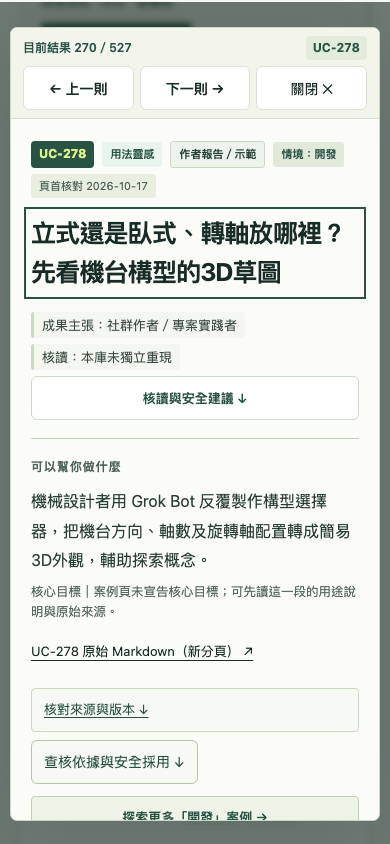 目前結果 270 / 527
UC-278
← 上一則
下一則 →
關閉 ✕
UC-278
用法靈感
作者報告 / 示範
情境：開發
頁首核對 2026-10-17
立式還是臥式、轉軸放哪裡？
先看機台構型的3D草圖
成果主張：社群作者 / 專案實踐者
核讀：本庫未獨立重現
核讀與安全建議 ↓
可以幫你做什麼
機械設計者用 Grok Bot 反覆製作構型選擇
器，把機台方向、軸數及旋轉軸配置轉成簡易
3D外觀，輔助探索概念。
核心目標｜案例頁未宣告核心目標；可先讀這一段的用途說
明與原始來源。
UC-278 原始 Markdown（新分頁） ↗
核對來源與版本 ↓
查核依據與安全採用 ↓
探索更多「開發」案例 →